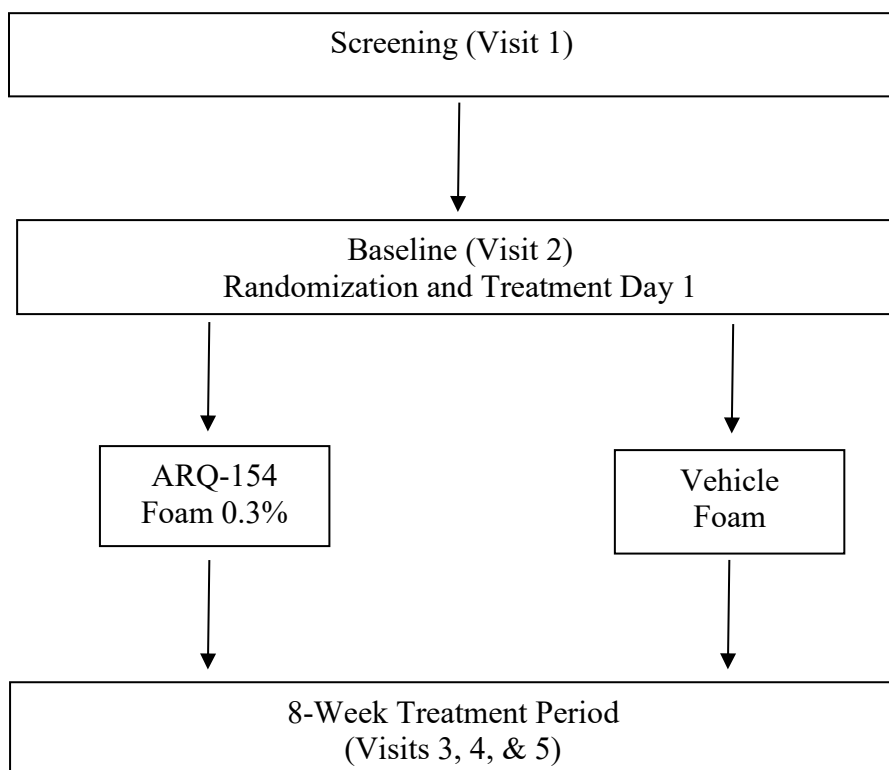 Screening (Visit 1)
Baseline (Visit 2)
Randomization and Treatment Day 1
ARQ-154
Foam 0.3%
Vehicle
Foam
8-Week Treatment Period
(Visits 3, 4, & 5)